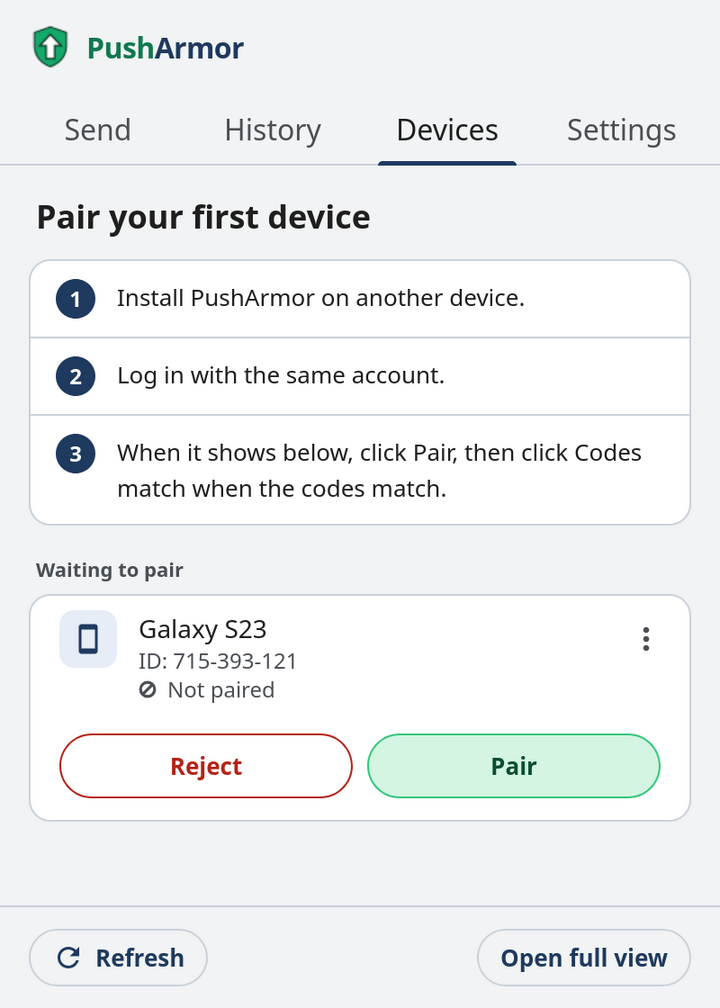 PushArmor
Send History Devices Settings
Pair your first device
1 Install PushArmor on another device.
2 Log in with the same account.
3 When it shows below, click Pair, then click Codes
match when the codes match.
Waiting to pair
Galaxy S23
ID: 715-393-121
Not paired
Reject Pair
Refresh Open full view